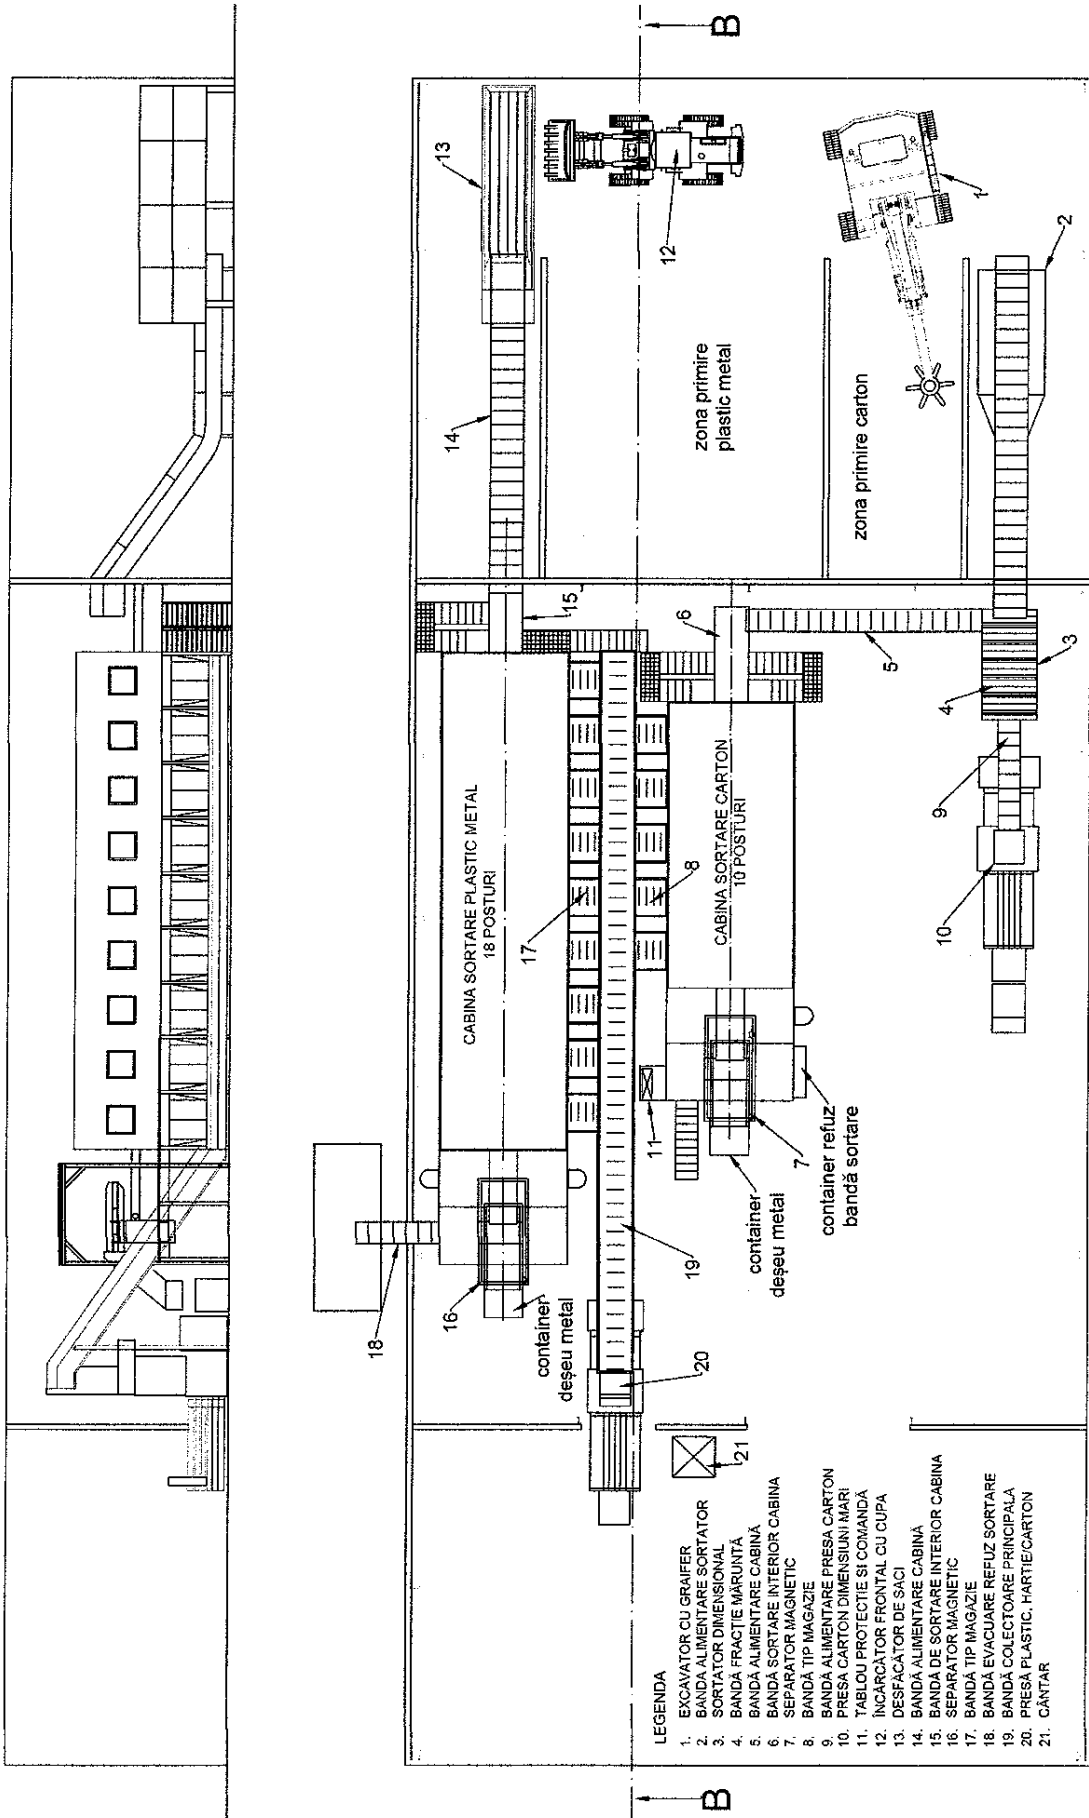 B
13
12
1
2
14
zona primire
plastic metal
zona primire carton
15
6
5
3
4
9
10
CABINA SORTARE PLASTIC METAL
18 POSTURI
17
8
CABINA SORTARE CARTON
10 POSTURI
11
7
container
deșeu metal
container refuz
bandă sortare
18
16
container
deșeu metal
19
20
21
LEGENDA
1. EXCAVATOR CU GRAIFER
2. BANDA ALIMENTARE SORTATOR
3. SORTATOR DIMENSIONAL
4. BANDĂ FRACȚIE MĂRUNTĂ
5. BANDĂ ALIMENTARE CABINĂ
6. BANDĂ SORTARE INTERIOR CABINA
7. SEPARATOR MAGNETIC
8. BANDĂ TIP MAGAZIE
9. BANDĂ ALIMENTARE PRESA CARTON
10. PRESA CARTON DIMENSIUNI MARI
11. TABLOU PROTECTIE SI COMANDĂ
12. ÎNCĂRCĂTOR FRONTAL CU CUPA
13. DESFĂCĂTOR DE SACI
14. BANDĂ ALIMENTARE CABINĂ
15. BANDĂ DE SORTARE INTERIOR CABINA
16. SEPARATOR MAGNETIC
17. BANDĂ TIP MAGAZIE
18. BANDĂ EVACUARE REFUZ SORTARE
19. BANDĂ COLECTOARE PRINCIPALĂ
20. PRESĂ PLASTIC, HARTIE/CARTON
21. CÂNTAR
B